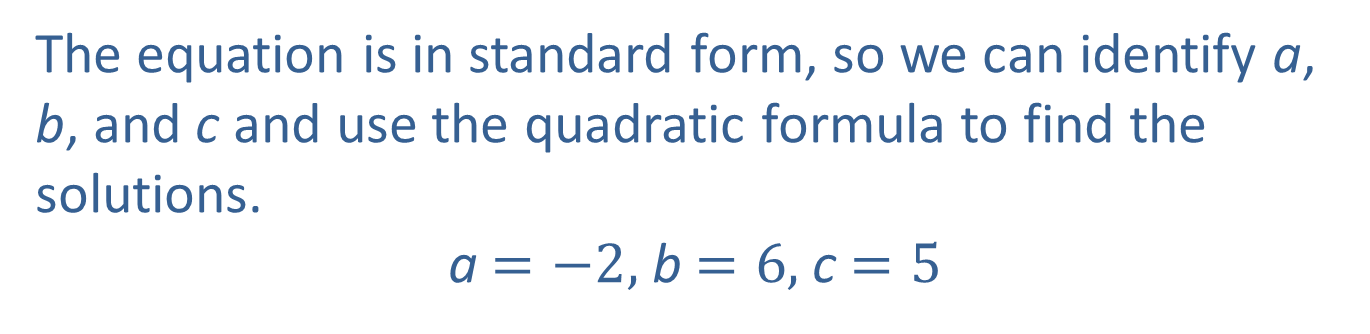 The equation is in standard form, so we can identify a,
b, and c and use the quadratic formula to find the
solutions.
a = −2, b = 6, c = 5